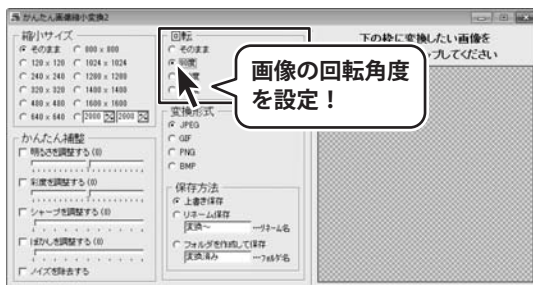 かんたん画像縮小変換2
縮小サイズ
そのまま 800 x 800
120 x 120 1024 x 1024
240 x 240 1280 x 1280
320 x 320 1400 x 1400
480 x 480 1600 x 1600
640 x 640 2000 2000
かんたん補整
明るさを調整する (0)
彩度を調整する (0)
シャープを調整する (0)
ぼかしを調整する (0)
ノイズを除去する
回転
そのまま
90度
画像の回転角度
を設定!
変換形式
JPEG
GIF
PNG
BMP
保存方法
上書き保存
リネーム保存
変換~ ---リネーム名
フォルダを作成して保存
変換済み ---フォルダ名
下の枠に変換したい画像を
プしてください